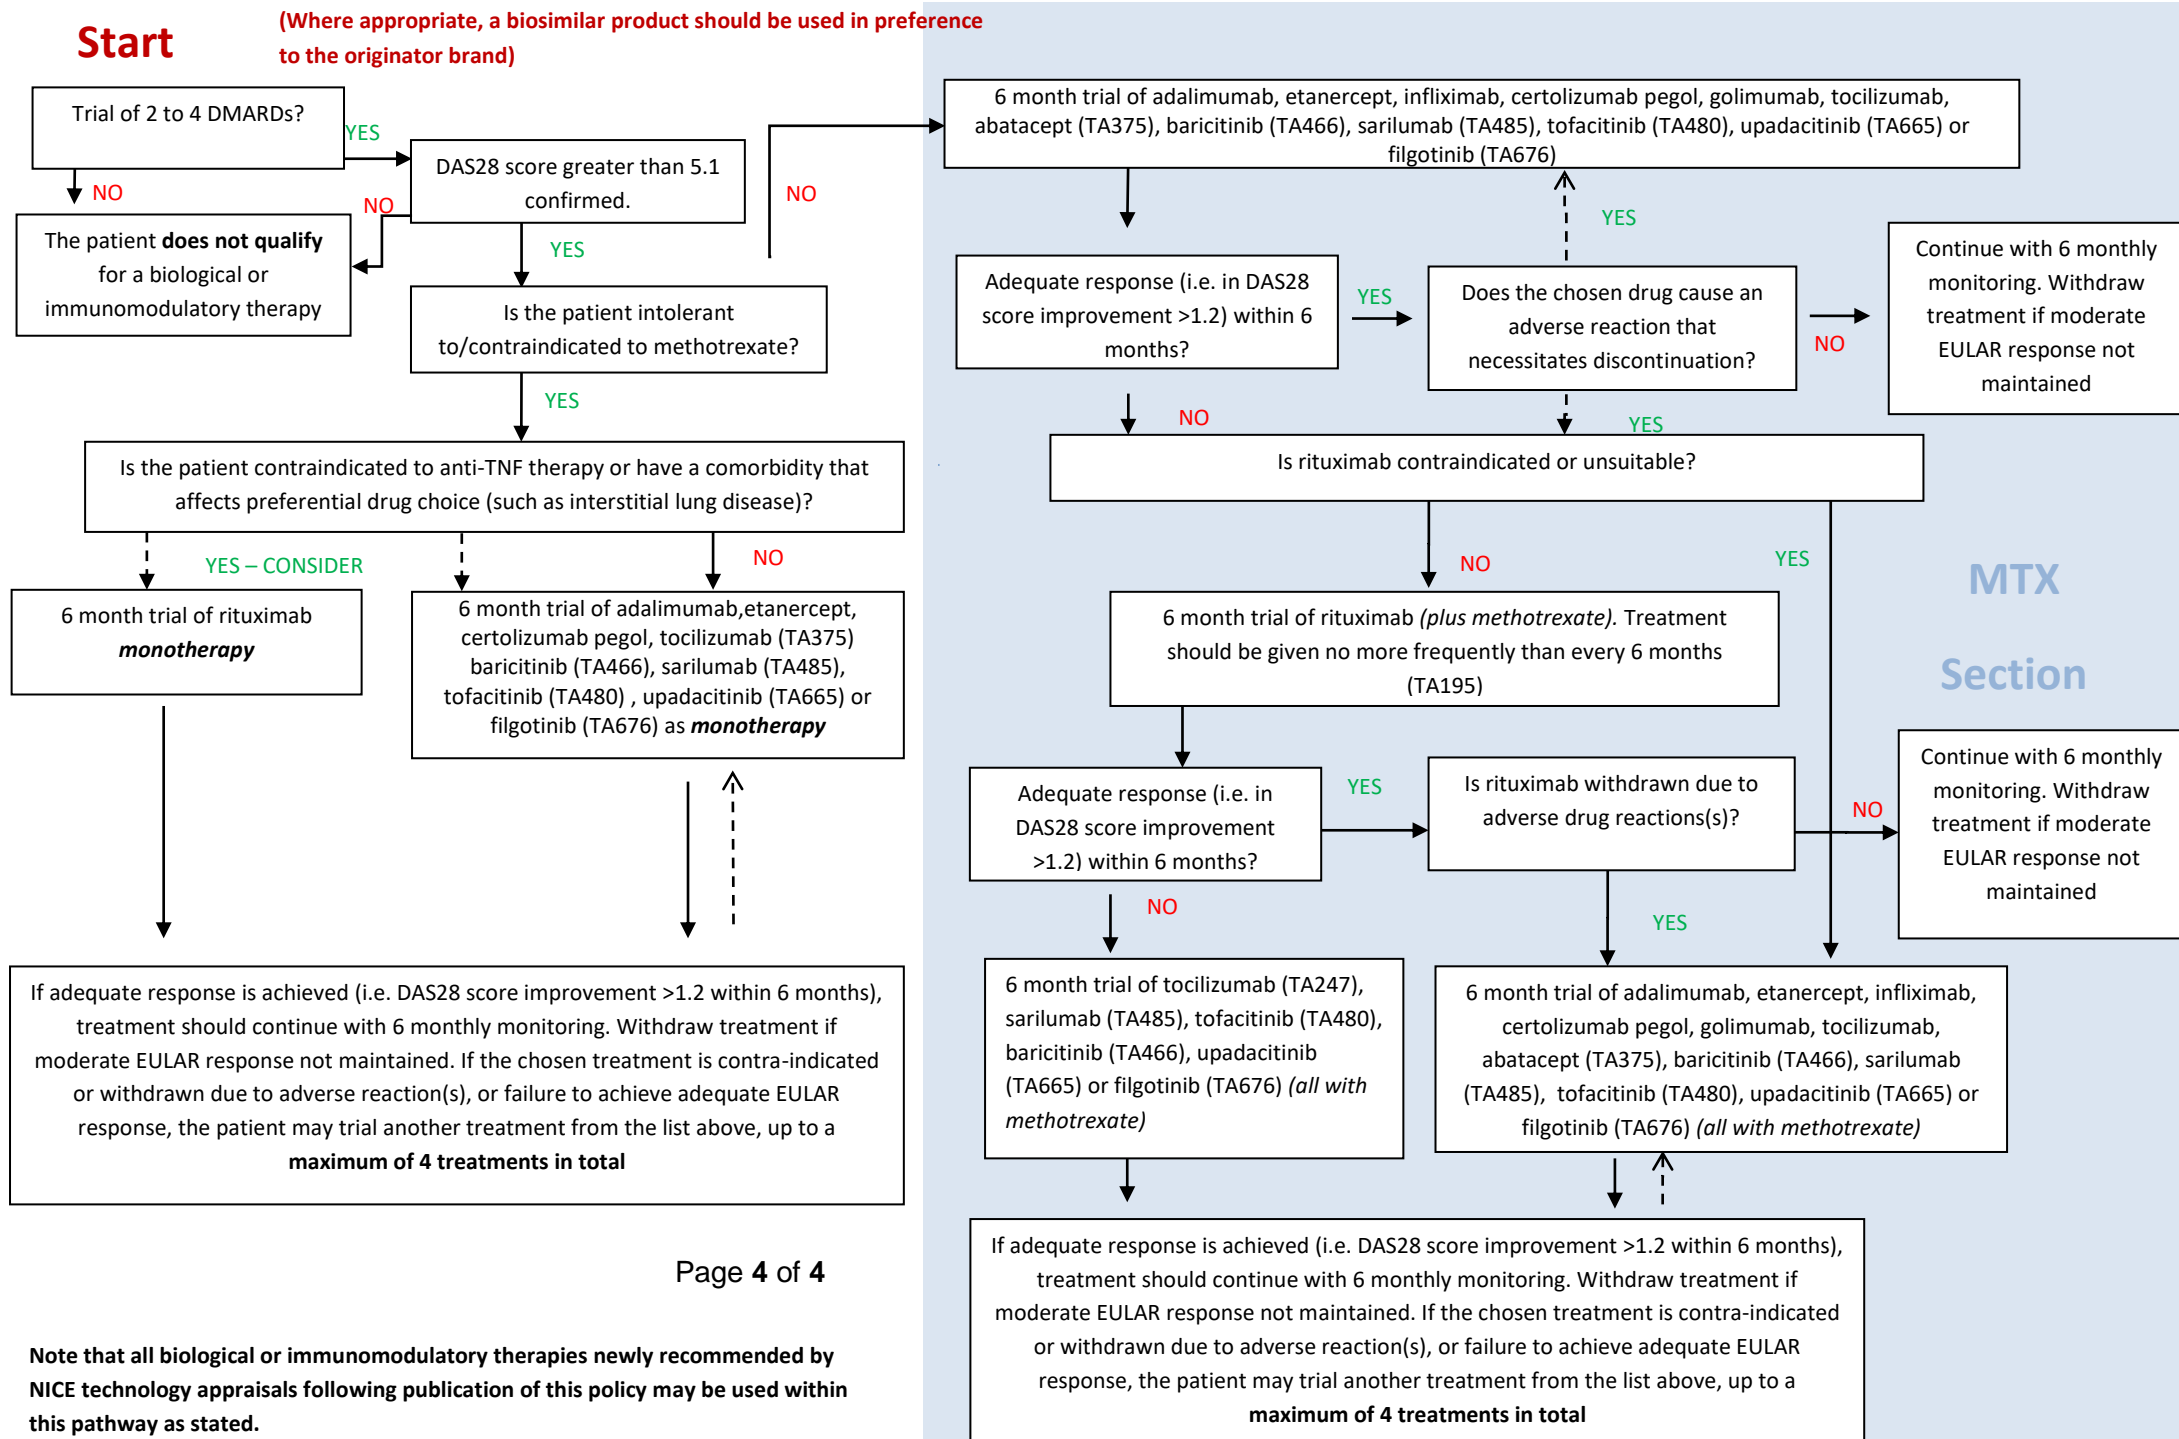 Start
(Where appropriate, a biosimilar product should be used in preference
to the originator brand)
Trial of 2 to 4 DMARDs?
YES
NO
DAS28 score greater than 5.1
confirmed.
NO
YES
The patient does not qualify
for a biological or
immunomodulatory therapy
Is the patient intolerant
to/contraindicated to methotrexate?
NO
YES
Is the patient contraindicated to anti-TNF therapy or have a comorbidity that
affects preferential drug choice (such as interstitial lung disease)?
YES – CONSIDER
NO
6 month trial of rituximab
monotherapy
6 month trial of adalimumab,etanercept,
certolizumab pegol, tocilizumab (TA375)
baricitinib (TA466), sarilumab (TA485),
tofacitinib (TA480) , upadacitinib (TA665) or
filgotinib (TA676) as monotherapy
If adequate response is achieved (i.e. DAS28 score improvement >1.2 within 6 months),
treatment should continue with 6 monthly monitoring. Withdraw treatment if
moderate EULAR response not maintained. If the chosen treatment is contra-indicated
or withdrawn due to adverse reaction(s), or failure to achieve adequate EULAR
response, the patient may trial another treatment from the list above, up to a
maximum of 4 treatments in total
Page 4 of 4
Note that all biological or immunomodulatory therapies newly recommended by
NICE technology appraisals following publication of this policy may be used within
this pathway as stated.
6 month trial of adalimumab, etanercept, infliximab, certolizumab pegol, golimumab, tocilizumab,
abatacept (TA375), baricitinib (TA466), sarilumab (TA485), tofacitinib (TA480), upadacitinib (TA665) or
filgotinib (TA676)
YES
Adequate response (i.e. in DAS28
score improvement >1.2) within 6
months?
YES
NO
Does the chosen drug cause an
adverse reaction that
necessitates discontinuation?
NO
YES
Continue with 6 monthly
monitoring. Withdraw
treatment if moderate
EULAR response not
maintained
Is rituximab contraindicated or unsuitable?
NO
YES
MTX
Section
6 month trial of rituximab (plus methotrexate). Treatment
should be given no more frequently than every 6 months
(TA195)
Adequate response (i.e. in
DAS28 score improvement
>1.2) within 6 months?
YES
NO
Is rituximab withdrawn due to
adverse drug reactions(s)?
NO
YES
Continue with 6 monthly
monitoring. Withdraw
treatment if moderate
EULAR response not
maintained
6 month trial of tocilizumab (TA247),
sarilumab (TA485), tofacitinib (TA480),
baricitinib (TA466), upadacitinib
(TA665) or filgotinib (TA676) (all with
methotrexate)
6 month trial of adalimumab, etanercept, infliximab,
certolizumab pegol, golimumab, tocilizumab,
abatacept (TA375), baricitinib (TA466), sarilumab
(TA485), tofacitinib (TA480), upadacitinib (TA665) or
filgotinib (TA676) (all with methotrexate)
If adequate response is achieved (i.e. DAS28 score improvement >1.2 within 6 months),
treatment should continue with 6 monthly monitoring. Withdraw treatment if
moderate EULAR response not maintained. If the chosen treatment is contra-indicated
or withdrawn due to adverse reaction(s), or failure to achieve adequate EULAR
response, the patient may trial another treatment from the list above, up to a
maximum of 4 treatments in total